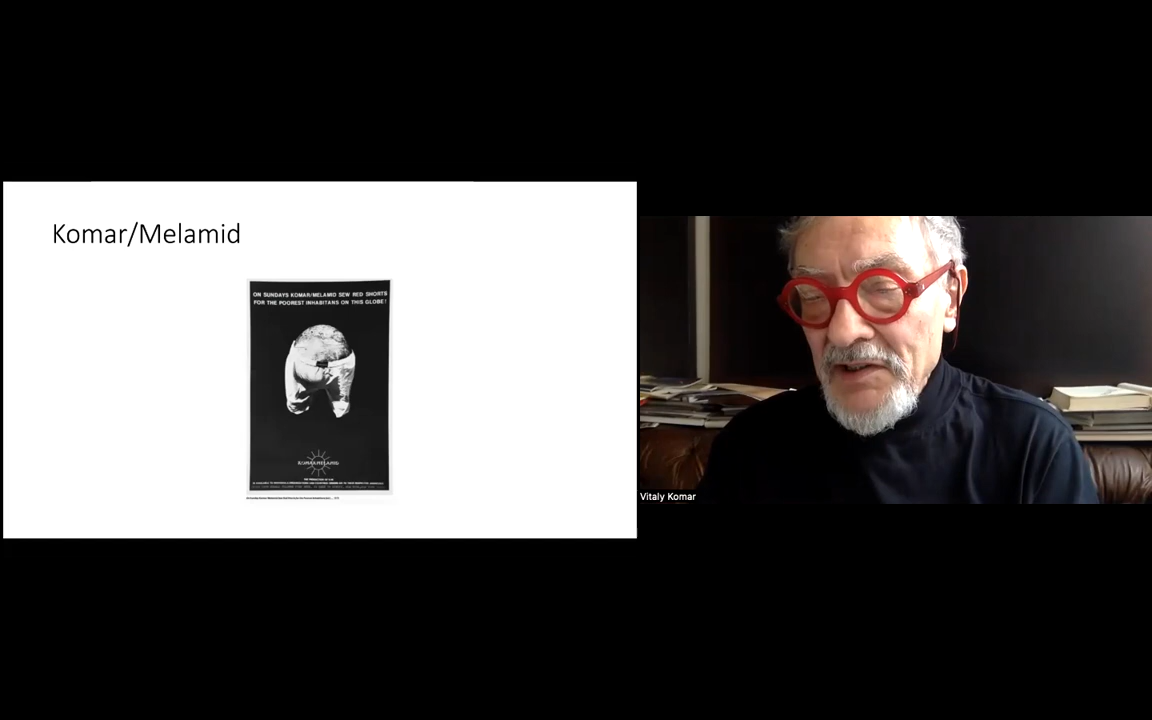 Komar/Melamid
ON SUNDAYS KOMAR/MELAMID SEW RED SHORTS
FOR THE POOREST INHABITANS ON THIS GLOBE!
KOMAR MELAMID
Vitaly Komar